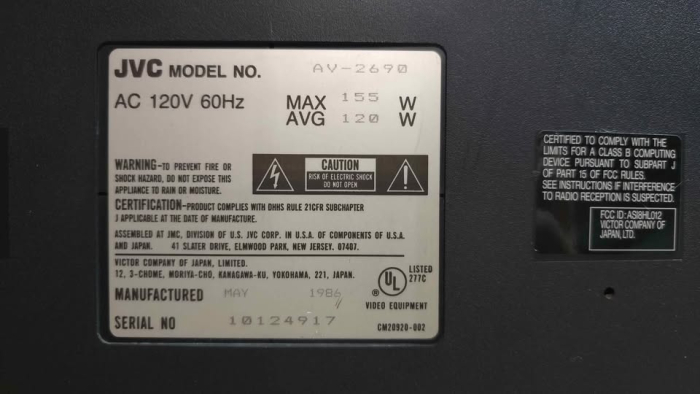 JVC MODEL NO. AV-2690
AC 120V 60Hz
MAX 155 W
AVG 120 W
WARNING-TO PREVENT FIRE OR
SHOCK HAZARD, DO NOT EXPOSE THIS
APPLIANCE TO RAIN OR MOISTURE.
CAUTION
RISK OF ELECTRIC SHOCK
DO NOT OPEN
CERTIFICATION-PRODUCT COMPLIES WITH DHHS RULE 21CFR SUBCHAPTER
J APPLICABLE AT THE DATE OF MANUFACTURE.
ASSEMBLED AT JMC, DIVISION OF U.S. JVC CORP. IN U.S.A. OF COMPONENTS OF U.S.A.
AND JAPAN. 41 SLATER DRIVE, ELMWOOD PARK, NEW JERSEY. 07407.
VICTOR COMPANY OF JAPAN, LIMITED.
12, 3-CHOME, MORIYA-CHO, KANAGAWA-KU, YOKOHAMA, 221, JAPAN.
MANUFACTURED MAY 1986
4
SERIAL NO 10124917
UL
®
LISTED
277C
VIDEO EQUIPMENT
CM20920-002
CERTIFIED TO COMPLY WITH THE
LIMITS FOR A CLASS B COMPUTING
DEVICE PURSUANT TO SUBPART J
OF PART 15 OF FCC RULES.
SEE INSTRUCTIONS IF INTERFERENCE
TO RADIO RECEPTION IS SUSPECTED.
FCC ID: ASI8HL012
VICTOR COMPANY OF
JAPAN, LTD.